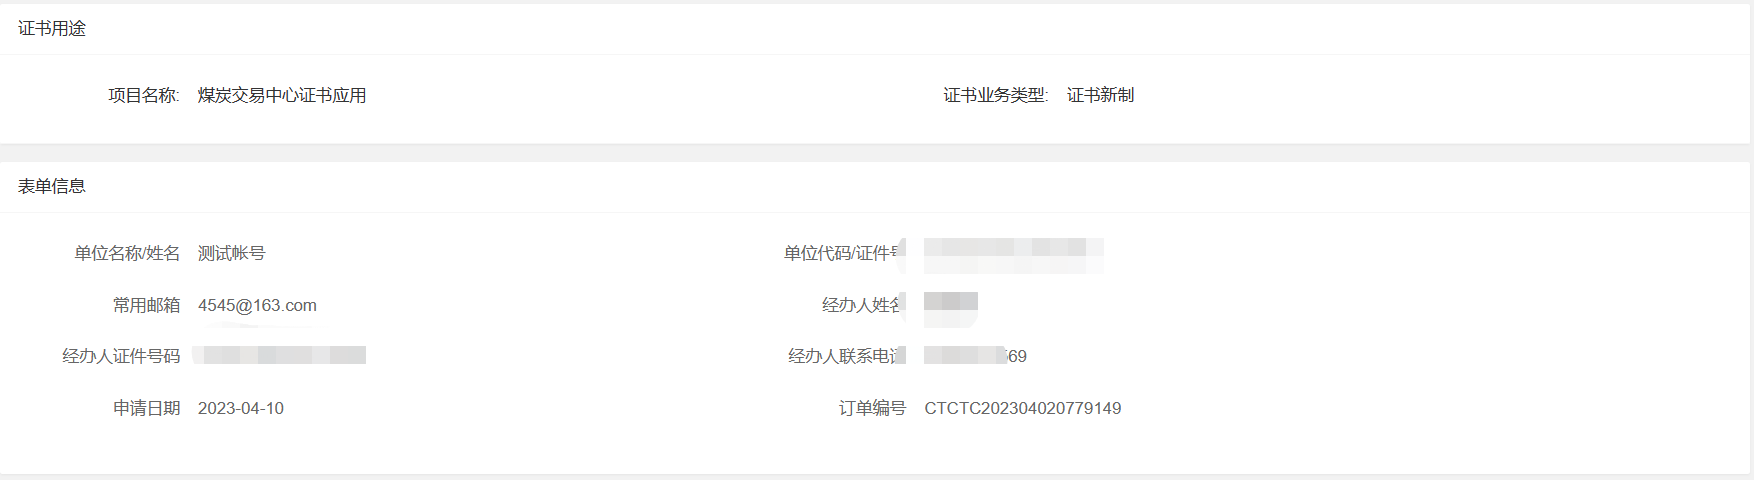 证书用途
项目名称: 煤炭交易中心证书应用 证书业务类型: 证书新制
表单信息
单位名称/姓名 测试帐号 单位代码/证件号
常用邮箱 4545@163.com 经办人姓名
经办人证件号码 经办人联系电话 69
申请日期 2023-04-10 订单编号 CTCTC202304020779149